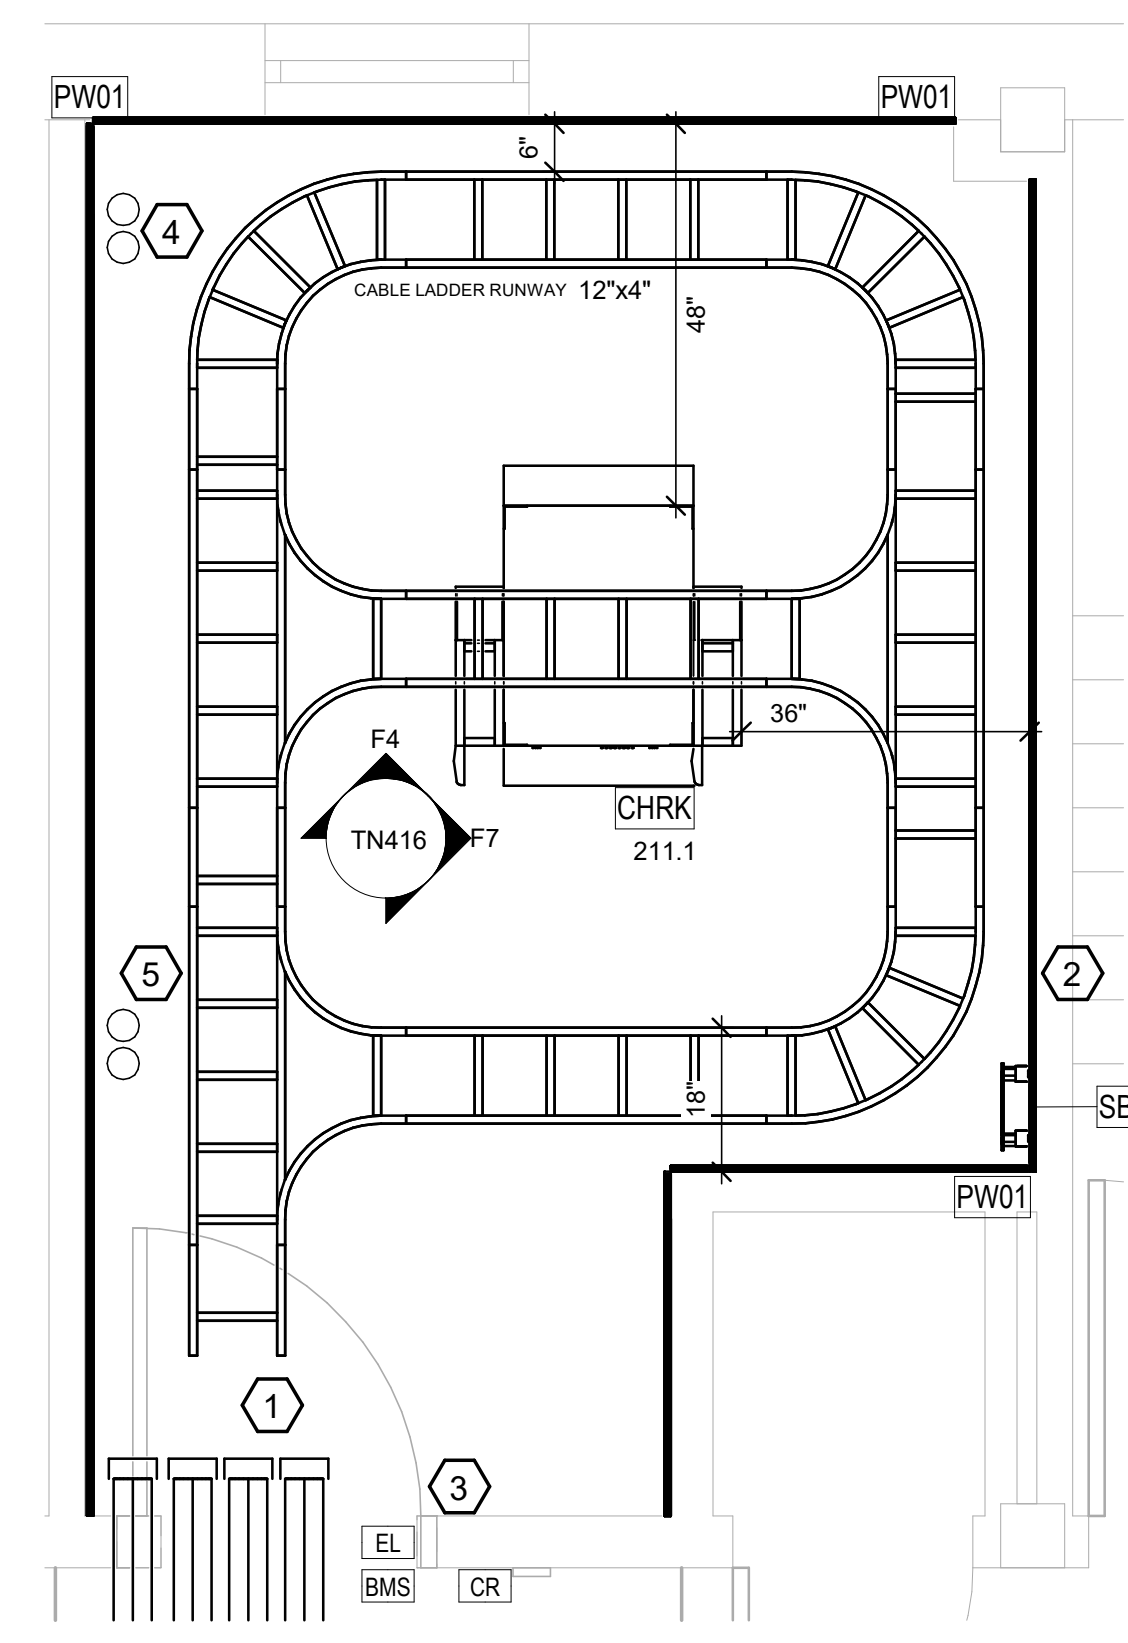 PW01
PW01
6"
4
CABLE LADDER RUNWAY 12"x4"
48"
36"
F4
TN416
F7
CHRK
211.1
5
2
18"
SB
PW01
1
3
EL
BMS
CR